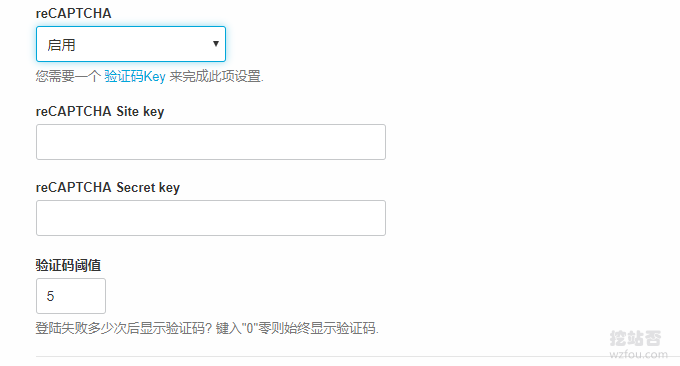 reCAPTCHA
启用
您需要一个 验证码Key 来完成此项设置.
reCAPTCHA Site key
reCAPTCHA Secret key
验证码阈值
5
登陆失败多少次后显示验证码? 键入"0"零则始终显示验证码.
挖站否
wzfou.com